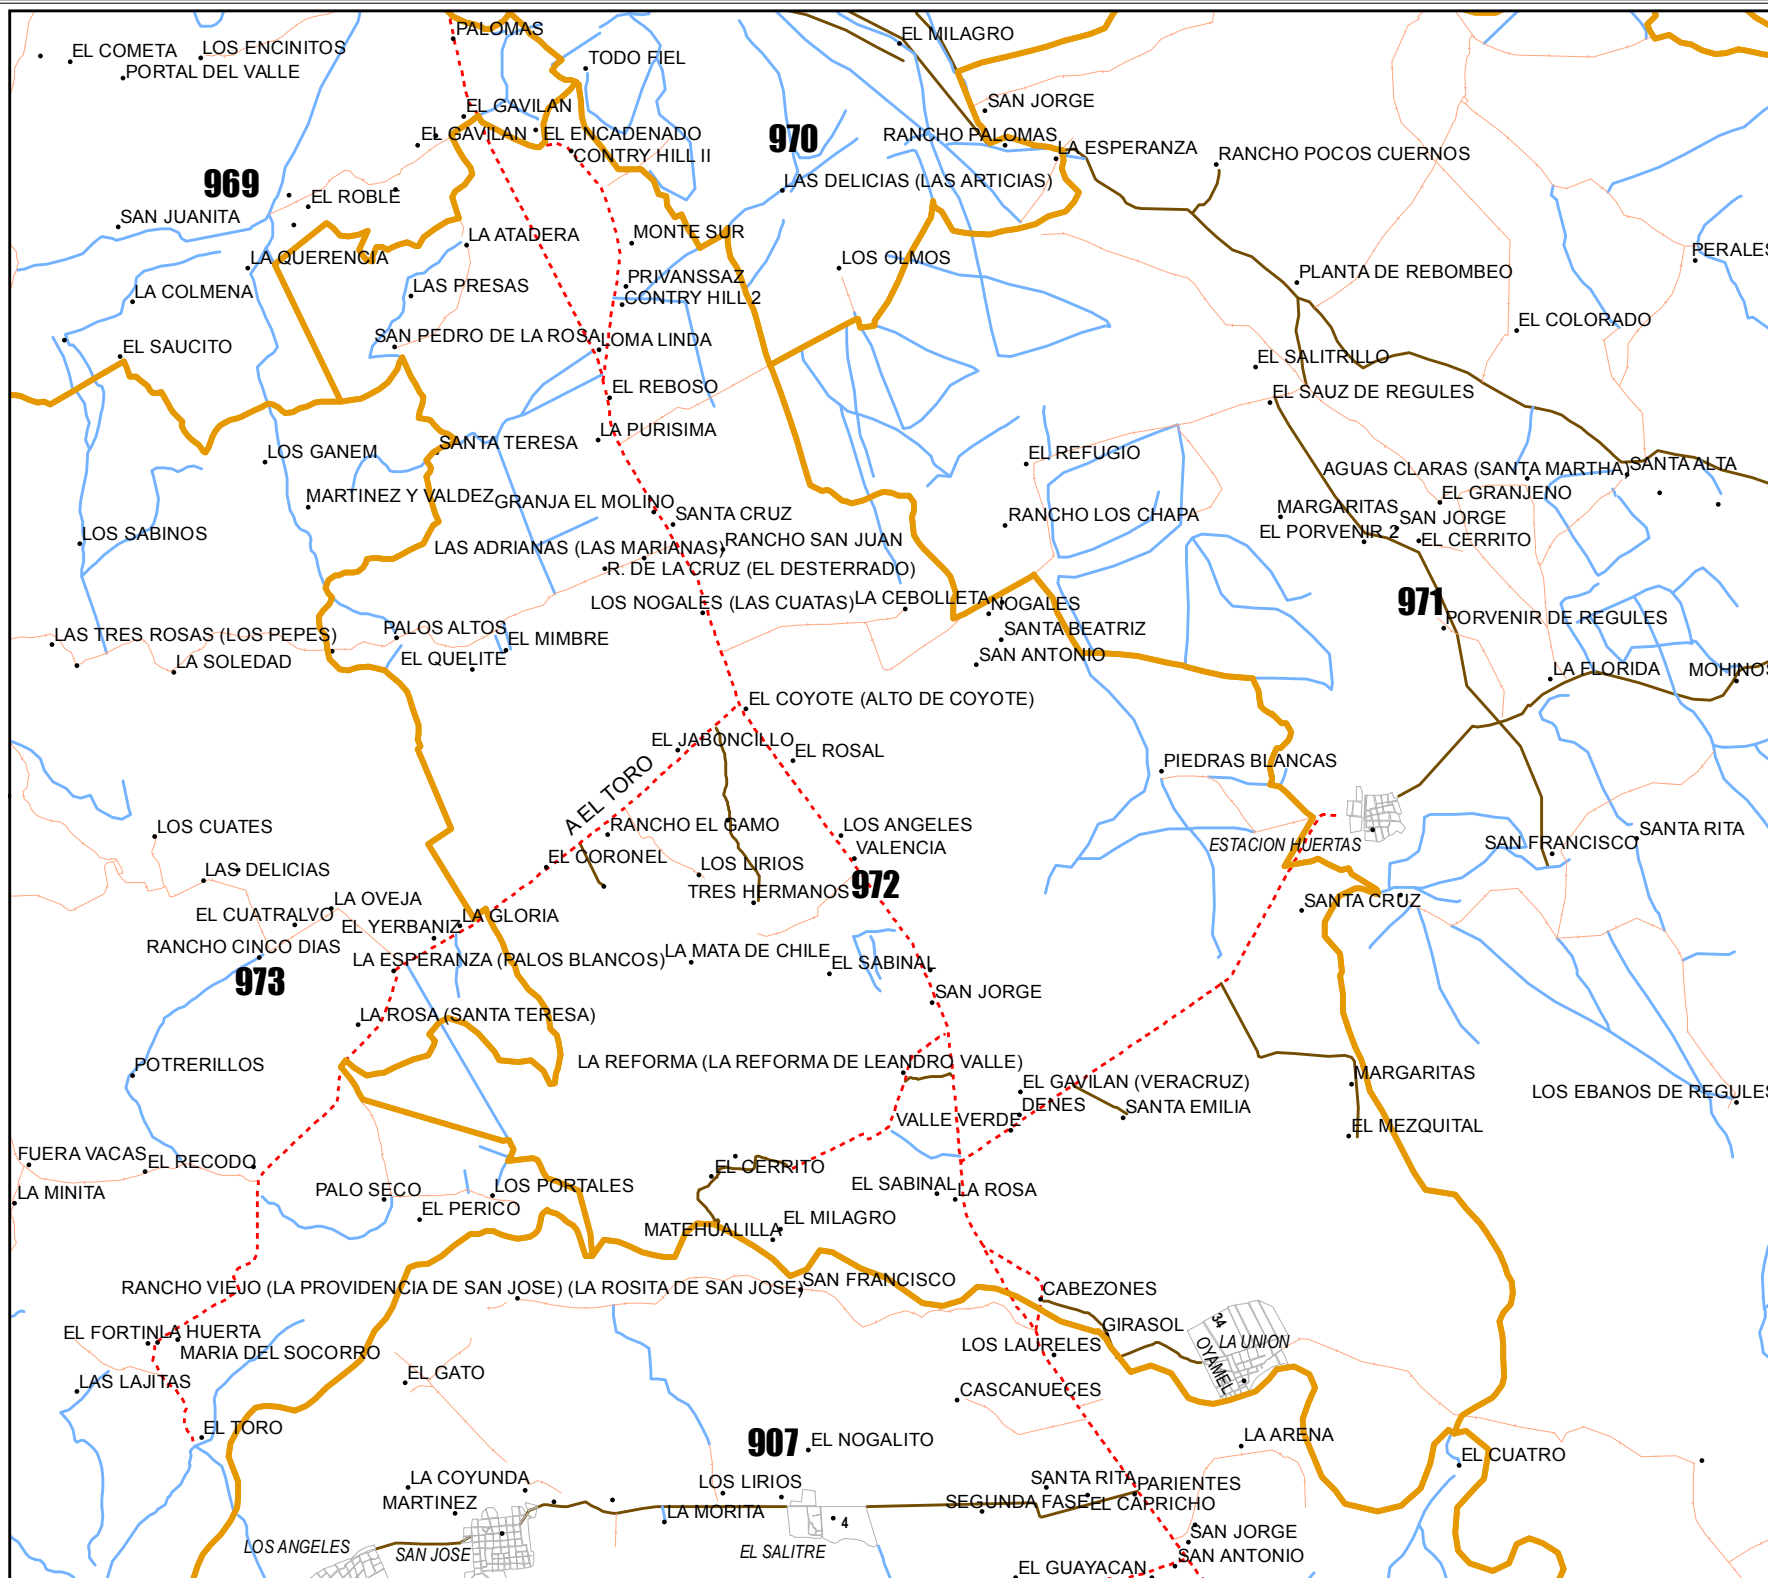 PALOMAS
EL MILAGRO
EL COMETA
LOS ENCINITOS
PORTAL DEL VALLE
TODO FIEL
EL GAVILAN
SAN JORGE
EL GAVILAN
EL ENCADENADO
970
RANCHO PALOMAS
LA ESPERANZA
RANCHO POCOS CUERNOS
CONTRY HILL II
969
EL ROBLE
LAS DELICIAS (LAS ARTICIAS)
SAN JUANITA
LA ATADERA
MONTE SUR
PERALES
LA QUERENCIA
LOS OLMOS
PLANTA DE REBOMBEO
LA COLMENA
LAS PRESAS
PRIVANSSAZ
CONTRY HILL 2
EL COLORADO
SAN PEDRO DE LA ROSA
LOMA LINDA
EL SAUCITO
EL SALITRILLO
EL REBOSO
EL SAUZ DE REGULES
LA PURISIMA
LOS GANEM
SANTA TERESA
EL REFUGIO
AGUAS CLARAS (SANTA MARTHA)
SANTA ALTA
MARTINEZ Y VALDEZ
GRANJA EL MOLINO
EL GRANJENO
MARGARITAS
SANTA CRUZ
RANCHO LOS CHAPA
SAN JORGE
LOS SABINOS
EL PORVENIR 2
EL CERRITO
LAS ADRIANAS (LAS MARIANAS)
RANCHO SAN JUAN
R. DE LA CRUZ (EL DESTERRADO)
LOS NOGALES (LAS CUATAS)
LA CEBOLLETA
NOGALES
971
PORVENIR DE REGULES
LAS TRES ROSAS (LOS PEPES)
PALOS ALTOS
EL MIMBRE
SANTA BEATRIZ
LA SOLEDAD
EL QUELITE
SAN ANTONIO
LA FLORIDA
MOHINOS
EL COYOTE (ALTO DE COYOTE)
EL JABONCILLO
EL ROSAL
PIEDRAS BLANCAS
A EL TORO
LOS CUATES
RANCHO EL GAMO
LOS ANGELES
VALENCIA
ESTACION HUERTAS
SAN FRANCISCO
SANTA RITA
LAS DELICIAS
EL CORONEL
LOS LIRIOS
TRES HERMANOS
972
LA OVEJA
SANTA CRUZ
EL CUATRALVO
EL YERBANIZ
LA GLORIA
RANCHO CINCO DIAS
LA ESPERANZA (PALOS BLANCOS)
LA MATA DE CHILE
EL SABINAL
973
SAN JORGE
LA ROSA (SANTA TERESA)
POTRERILLOS
LA REFORMA (LA REFORMA DE LEANDRO VALLE)
MARGARITAS
EL GAVILAN (VERACRUZ)
LOS EBANOS DE REGULES
DENES
SANTA EMILIA
VALLE VERDE
EL MEZQUITAL
FUERA VACAS
EL RECODO
EL CERRITO
LA MINITA
PALO SECO
LOS PORTALES
EL SABINAL
LA ROSA
EL PERICO
MATEHUALILLA
EL MILAGRO
RANCHO VIEJO (LA PROVIDENCIA DE SAN JOSE) (LA ROSITA DE SAN JOSE)
SAN FRANCISCO
CABEZONES
EL FORTIN
LA HUERTA
GIRASOL
34
LA UNION
MARIA DEL SOCORRO
LOS LAURELES
OYAMEL
LAS LAJITAS
EL GATO
CASCANUECES
EL TORO
907
EL NOGALITO
LA ARENA
EL CUATRO
LA COYUNDA
LOS LIRIOS
SANTA RITA
PARIENTES
MARTINEZ
LA MORITA
SEGUNDA FASE
EL CAPRICHO
4
SAN JORGE
LOS ANGELES
SAN JOSE
EL SALITRE
SAN ANTONIO
EL GUAYACAN